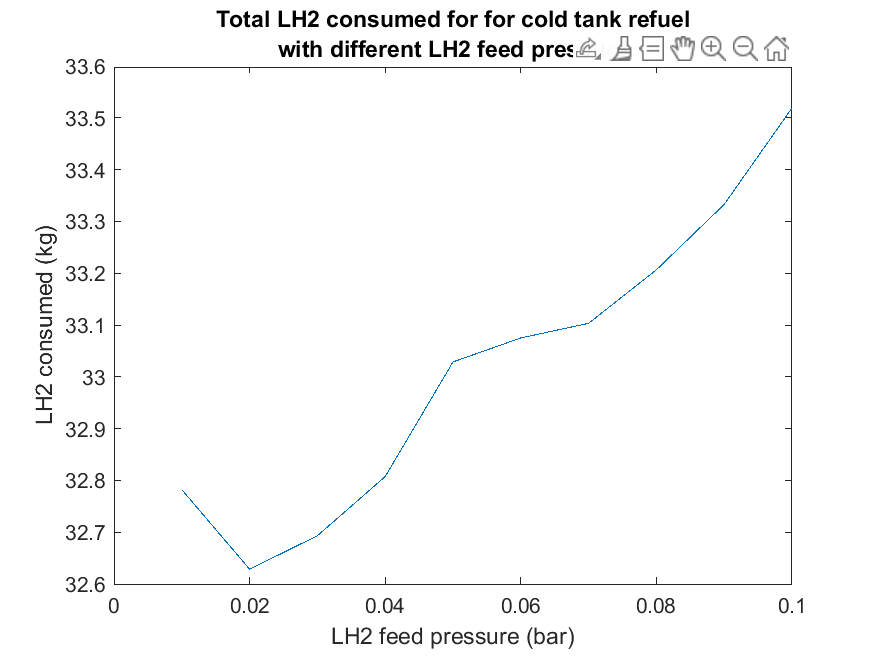 Total LH2 consumed for for cold tank refuel
with different LH2 feed
33.6
33.5
33.4
33.3
33.2
33.1
33
32.9
32.8
32.7
32.6
LH2 consumed (kg)
0 0.02 0.04 0.06 0.08 0.1
LH2 feed pressure (bar)